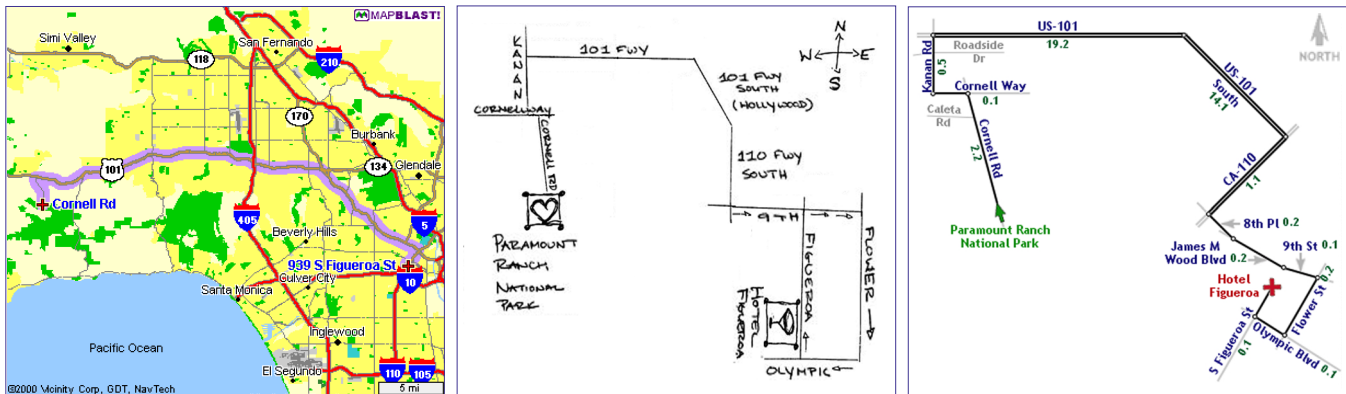 MAPBLAST!
Simi Valley
San Fernando
118
210
170
Burbank
134
Glendale
101
Cornell Rd
405
5
Beverly Hills
939 S Figueroa St
Culver City
10
Santa Monica
Inglewood
Pacific Ocean
El Segundo
110
105
©2000 Vicinity Corp, GDT, NavTech
5 mi
KANAN
101 FWY
N
W
E
S
101 FWY
SOUTH
(HOLLYWOOD)
CORNELLWAY
CORNELL RD
110 FWY
SOUTH
PARAMOUNT
RANCH
NATIONAL
PARK
9TH
FIGUEROA
FLOWER
HOTEL
FIGUEROA
OLYMPIC
US-101
19.2
Roadside
Dr
NORTH
Kanan Rd
0.5
Cornell Way
0.1
US-101
South
14.1
Caleta
Rd
Cornell Rd
2.2
CA-110
1.1
Paramount Ranch
National Park
8th Pl 0.2
James M
Wood Blvd
0.2
9th St 0.1
Hotel
Figueroa
0.2
Flower St
S Figueroa St
0.1
Olympic Blvd 0.1